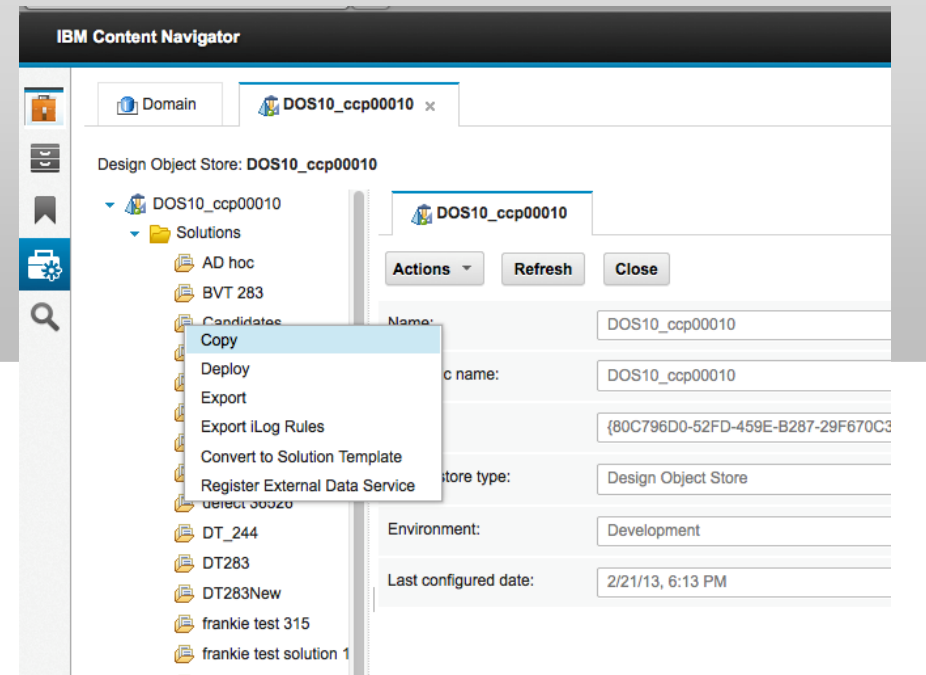 IBM Content Navigator
Domain
DOS10_ccp00010 x
Design Object Store: DOS10_ccp00010
DOS10_ccp00010
Solutions
AD hoc
BVT 283
Candidates
Copy
Deploy
Export
Export iLog Rules
Convert to Solution Template
Register External Data Service
defect 36526
DT_244
DT283
DT283New
frankie test 315
frankie test solution 1
DOS10_ccp00010
Actions
Refresh
Close
Name:
DOS10_ccp00010
c name:
DOS10_ccp00010
{80C796D0-52FD-459E-B287-29F670C3
store type:
Design Object Store
Environment:
Development
Last configured date:
2/21/13, 6:13 PM